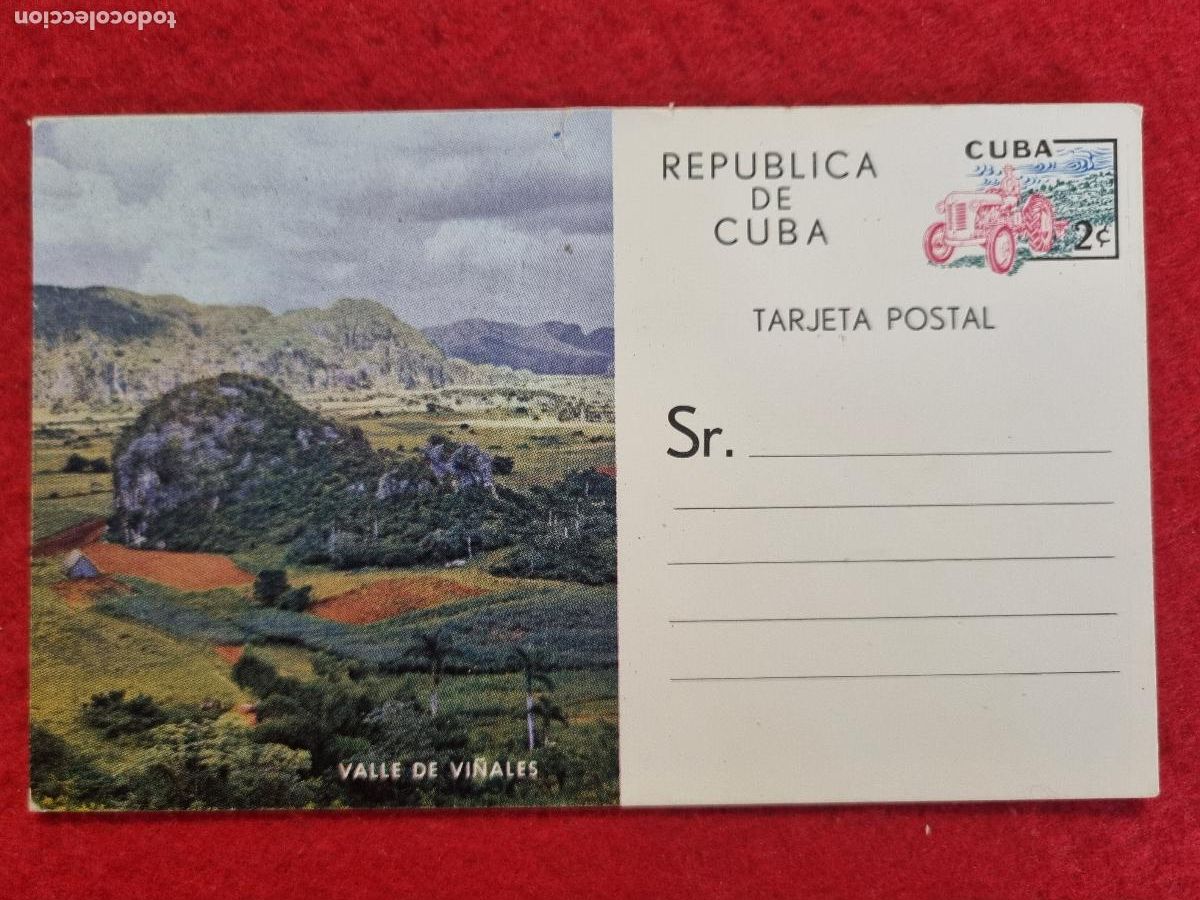 todocoleccion
REPUBLICA
DE
CUBA
CUBA
2¢
TARJETA POSTAL
Sr.
VALLE DE VIÑALES